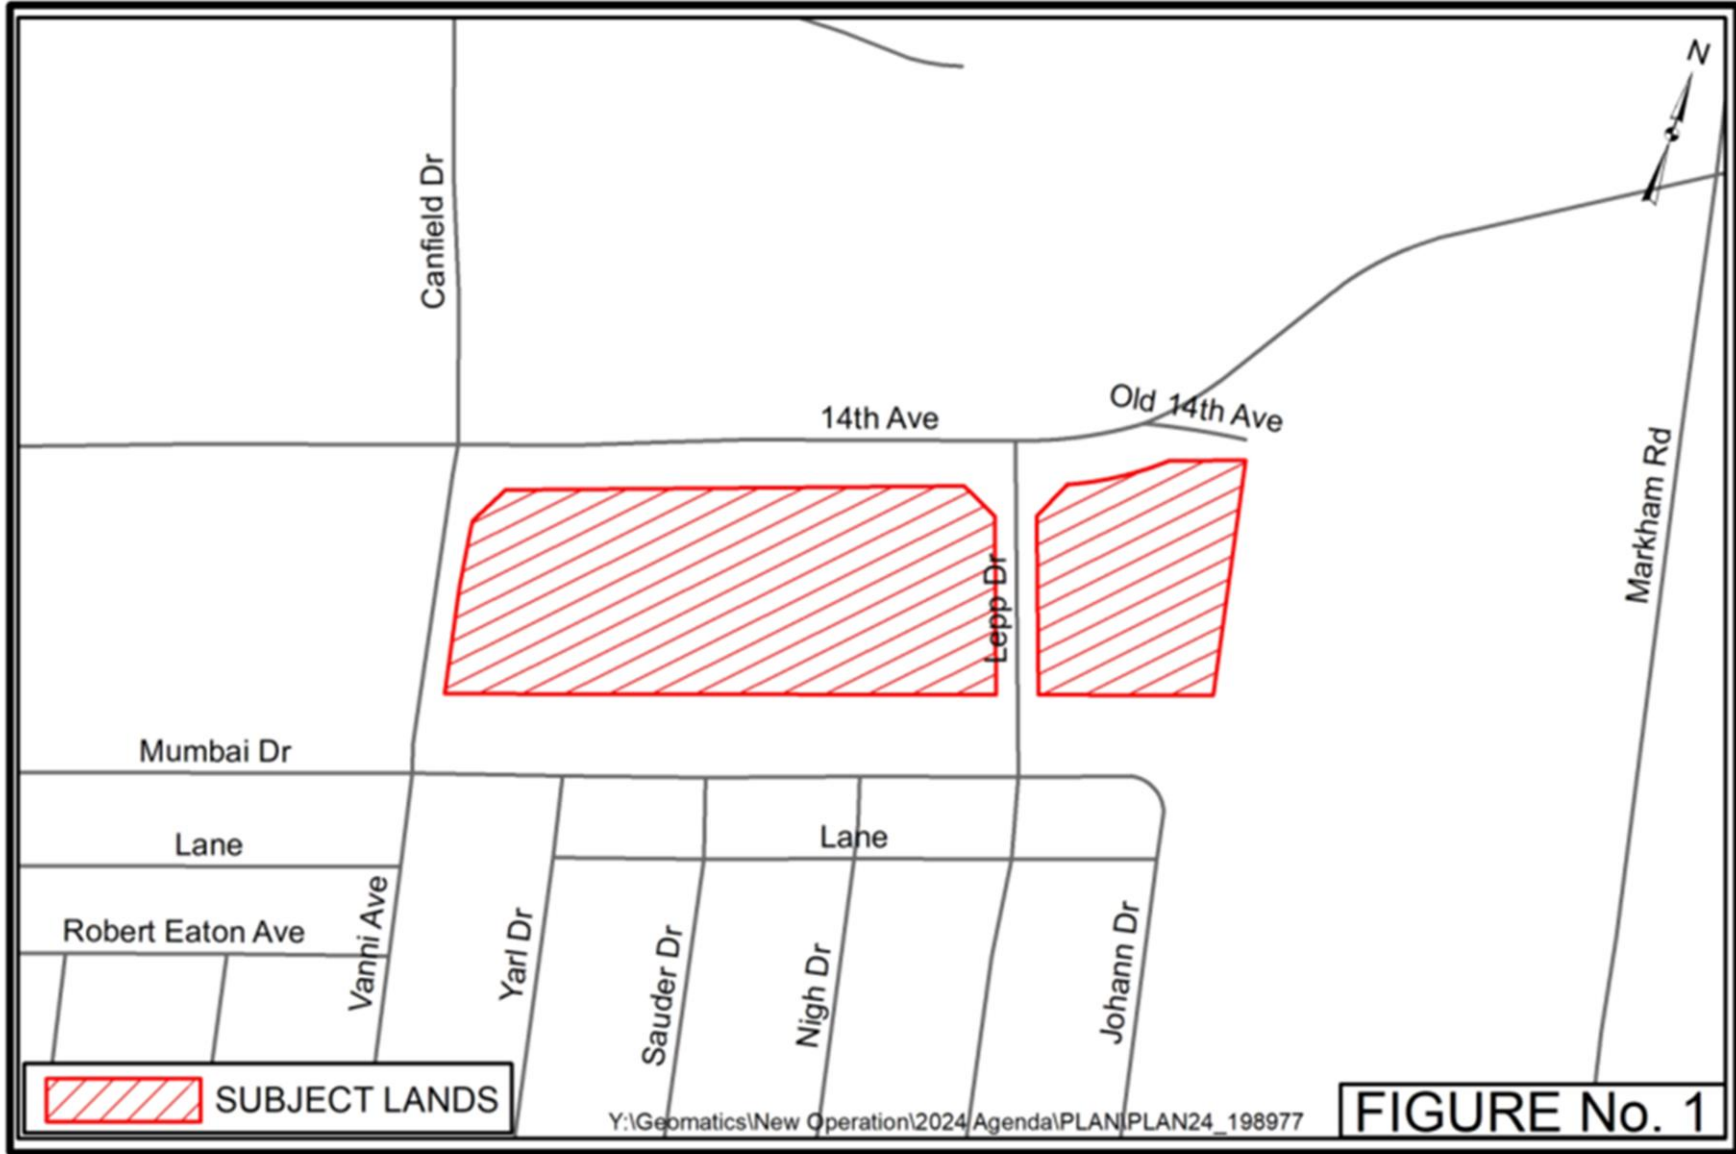 N
Canfield Dr
14th Ave
Old 14th Ave
Markham Rd
Lepp Dr
Mumbai Dr
Lane
Lane
Robert Eaton Ave
Vanni Ave
Yarl Dr
Sauder Dr
Nigh Dr
Johann Dr
SUBJECT LANDS
Y:\Geomatics\New Operation\2024 Agenda\PLAN\PLAN24_198977
FIGURE No. 1